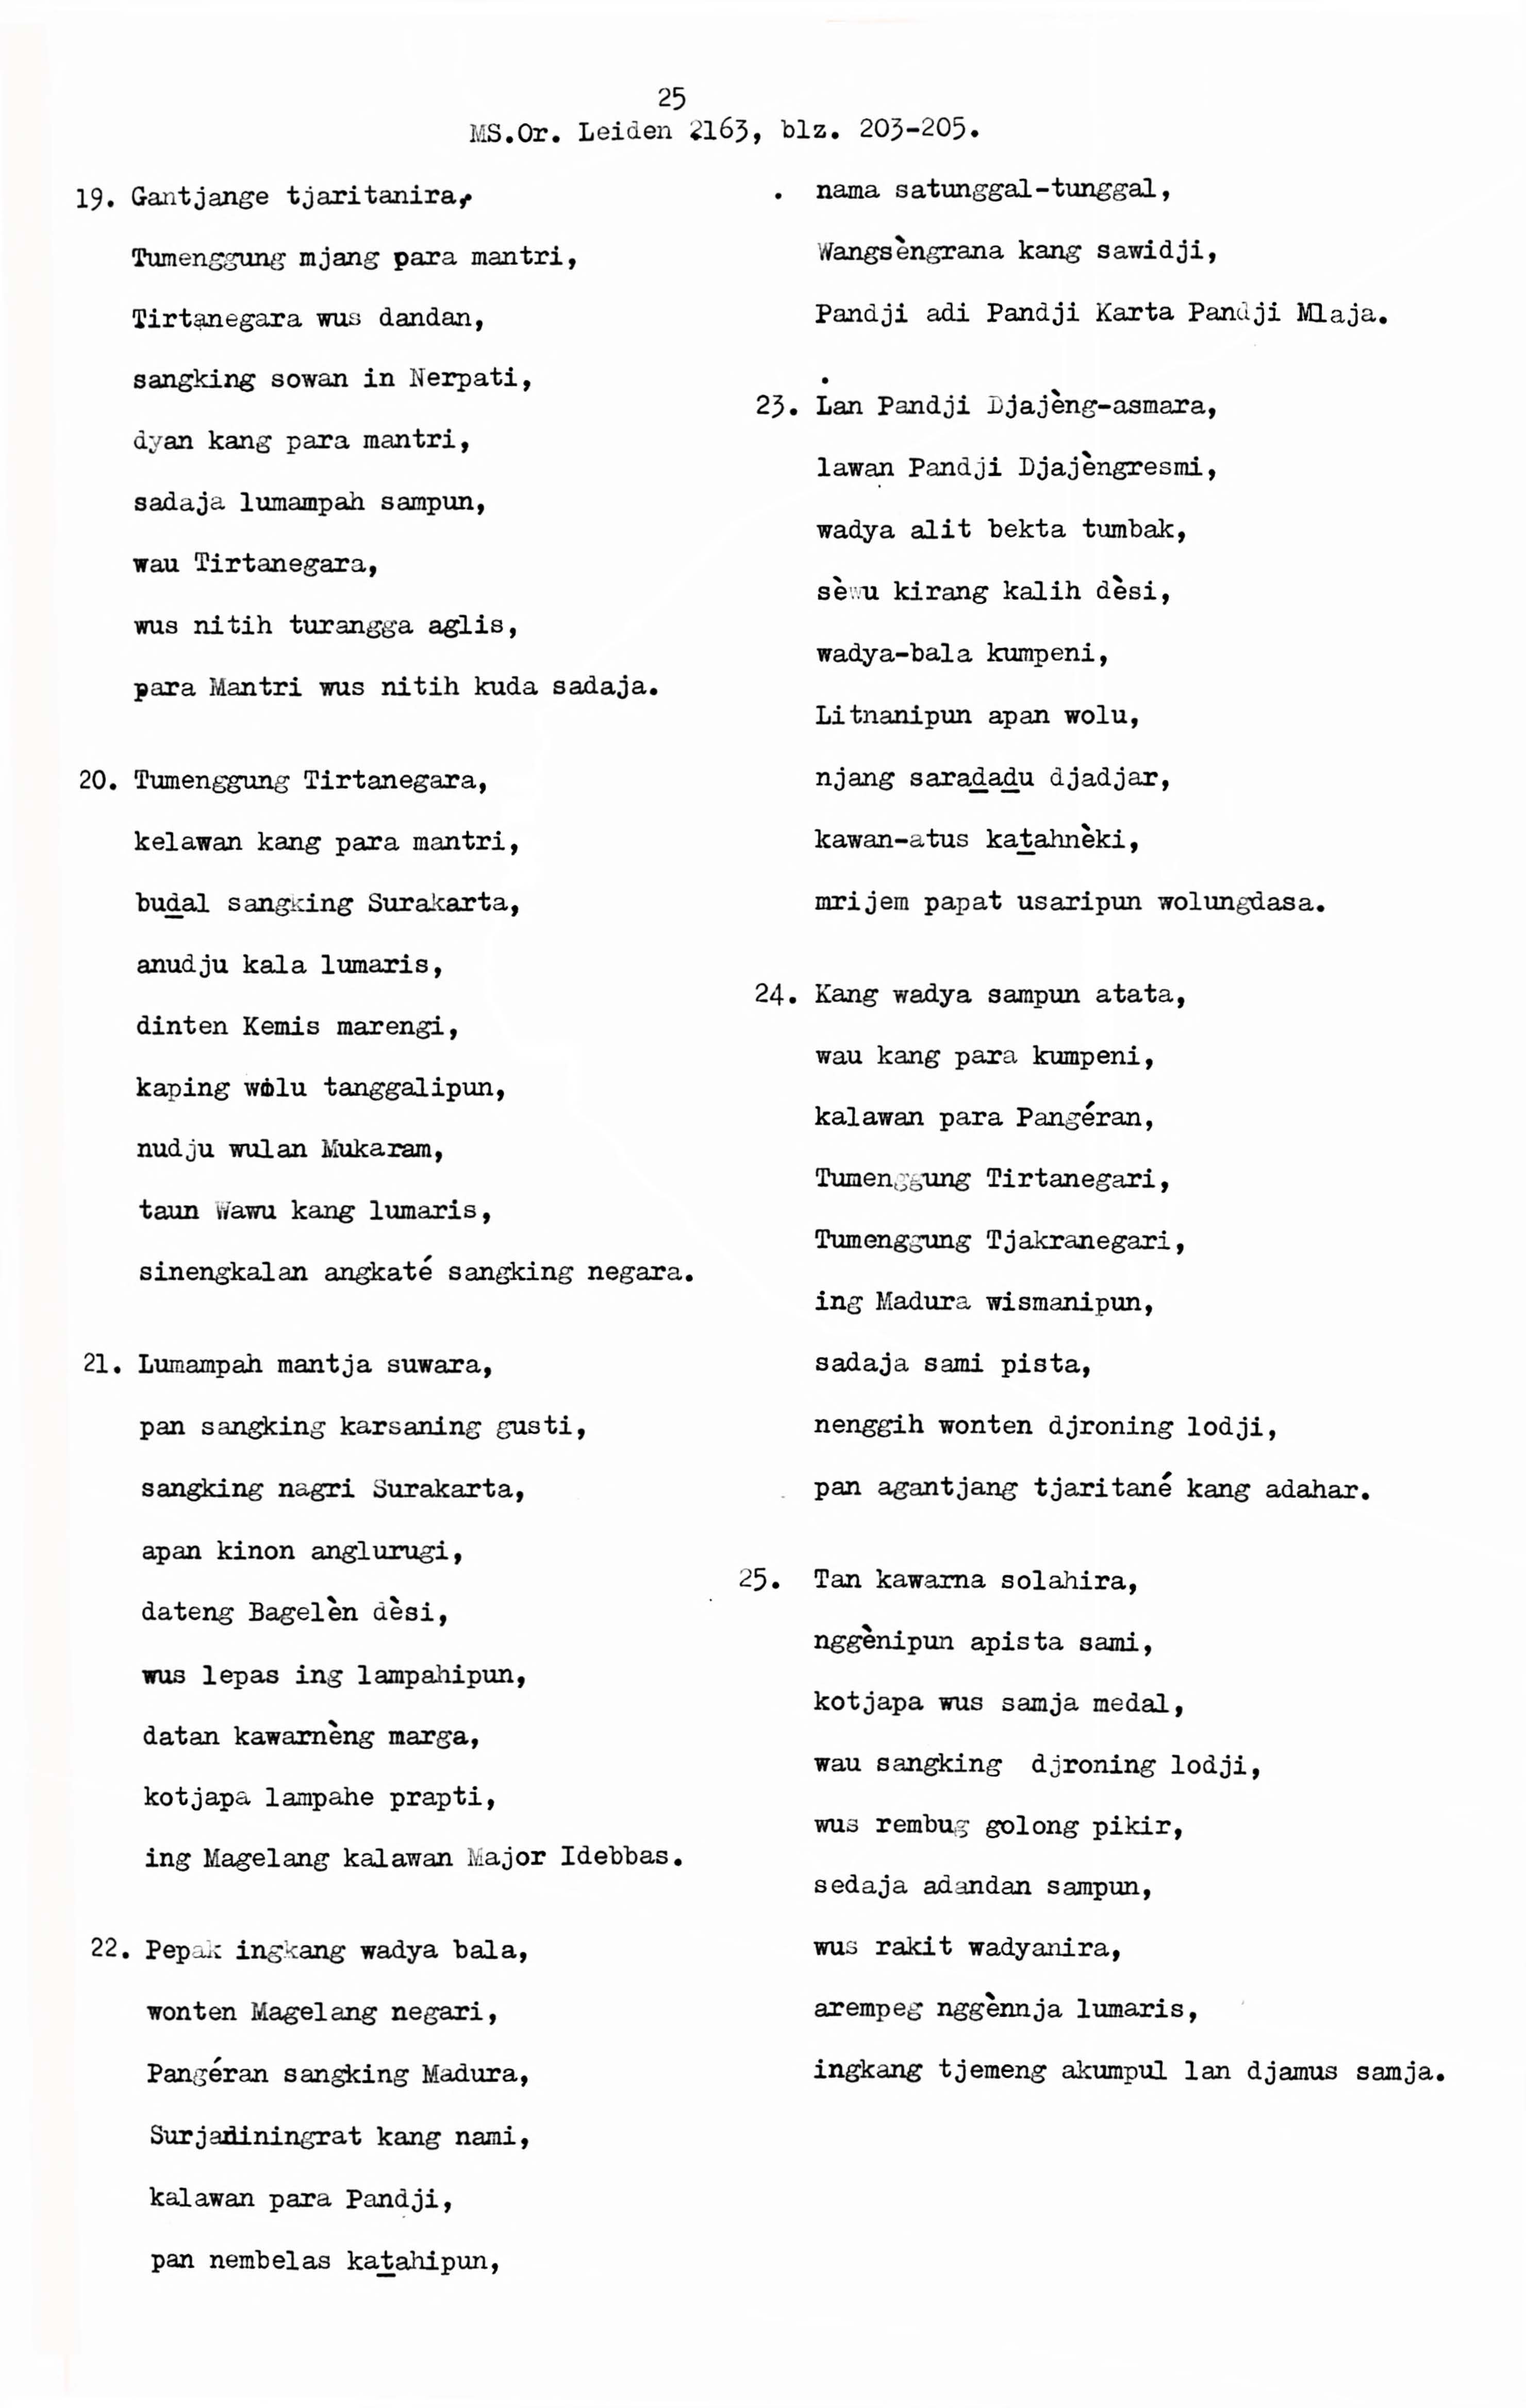 25
MS.Or. Leiden 2163, blz. 203-205.
19. Gantjange tjaritanira,
Tumenggung mjang para mantri,
Tirtanegara wus dandan,
sangking sowan in Nerpati,
dyan kang para mantri,
sadaja lumampah sampun,
wau Tirtanegara,
wus nitih turangga aglis,
para Mantri wus nitih kuda sadaja.
20. Tumenggung Tirtanegara,
kelawan kang para mantri,
buḏal sangking Surakarta,
anudju kala lumaris,
dinten Kemis marengi,
kaping wolu tanggalipun,
nudju wulan Mukaram,
taun Wawu kang lumaris,
sinengkalan angkaté sangking negara.
21. Lumampah mantja suwara,
pan sangking karsaning gusti,
sangking nagri Surakarta,
apan kinon anglurugi,
dateng Bagelèn dèsi,
wus lepas ing lampahipun,
datan kawarnèng marga,
kotjapa lampahe prapti,
ing Magelang kalawan Major Idebbas.
22. Pepak ingkang wadya bala,
wonten Magelang negari,
Pangéran sangking Madura,
Surjadiningrat kang nami,
kalawan para Pandji,
pan nembelas kaṯahipun,
nama satunggal-tunggal,
Wangsèngrana kang sawidji,
Pandji adi Pandji Karta Pandji Mlaja.
23. Lan Pandji Djajèng-asmara,
lawan Pandji Djajèngresmi,
wadya alit bekta tumbak,
sèwu kirang kalih dèsi,
wadya-bala kumpeni,
Litnanipun apan wolu,
njang saraḏaḏu djadjar,
kawan-atus kaṯahnèki,
mrijem papat usaripun wolungdasa.
24. Kang wadya sampun atata,
wau kang para kumpeni,
kalawan para Pangéran,
Tumenggung Tirtanegari,
Tumenggung Tjakranegari,
ing Madura wismanipun,
sadaja sami pista,
nenggih wonten djroning lodji,
pan agantjang tjaritané kang adahar.
25. Tan kawarna solahira,
nggènipun apista sami,
kotjapa wus samja medal,
wau sangking djroning lodji,
wus rembug golong pikir,
sedaja adandan sampun,
wus rakit wadyanira,
arempeg nggènnja lumaris,
ingkang tjemeng akumpul lan djamus samja.